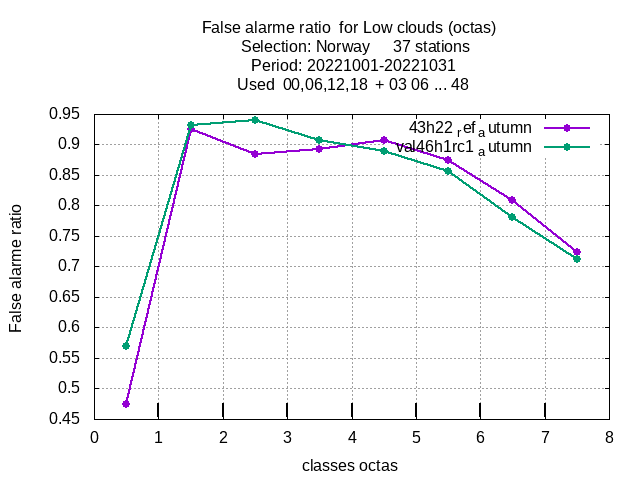 False alarme ratio  for Low clouds (octas)
Selection: Norway     37 stations
Period: 20221001-20221031
Used  00,06,12,18  + 03 06 ... 48
43h22 ref autumn
val46h1rc1 autumn
0.95
0.9
0.85
0.8
0.75
0.7
0.65
0.6
0.55
0.5
0.45
False alarme ratio
0 1 2 3 4 5 6 7 8
classes octas